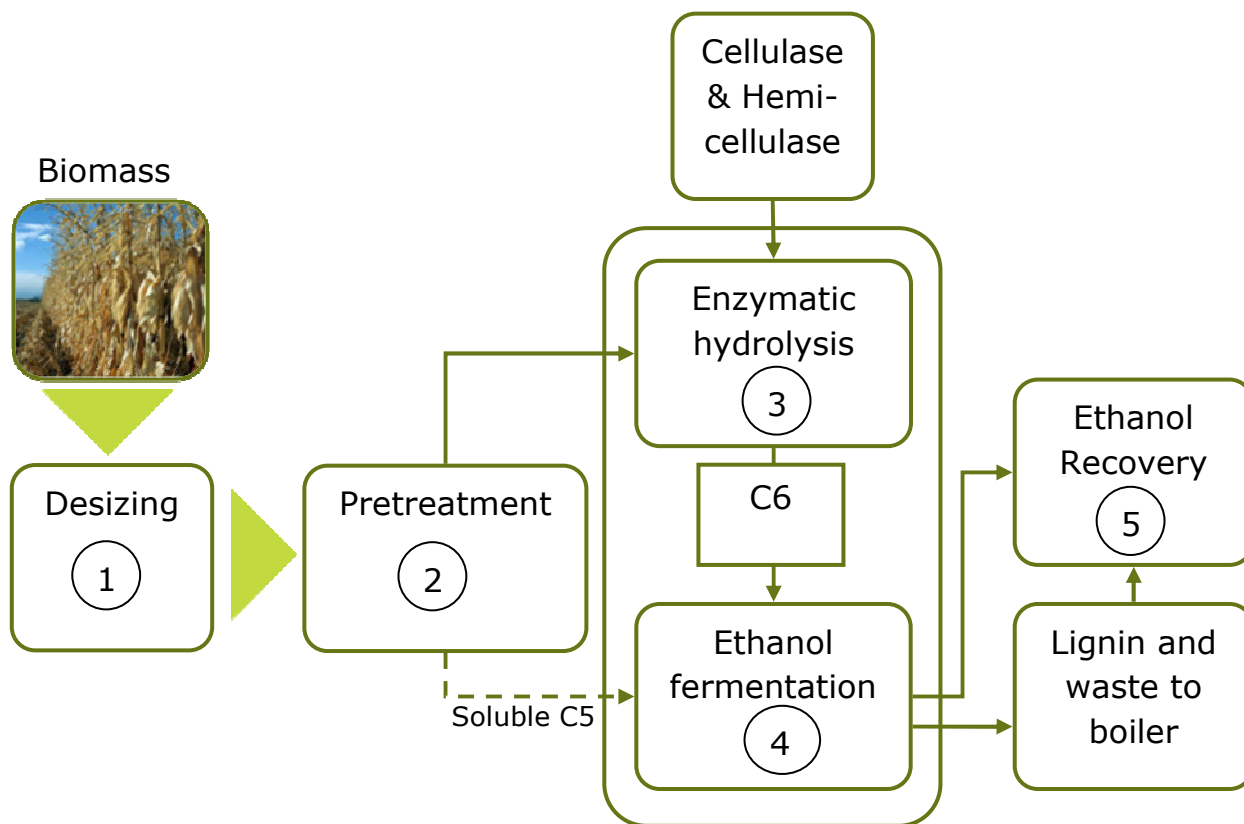 Cellulase
& Hemi-
cellulase
Biomass
Enzymatic
hydrolysis
3
Desizing
1
Pretreatment
2
C6
Ethanol
Recovery
5
Soluble C5
Ethanol
fermentation
4
Lignin and
waste to
boiler